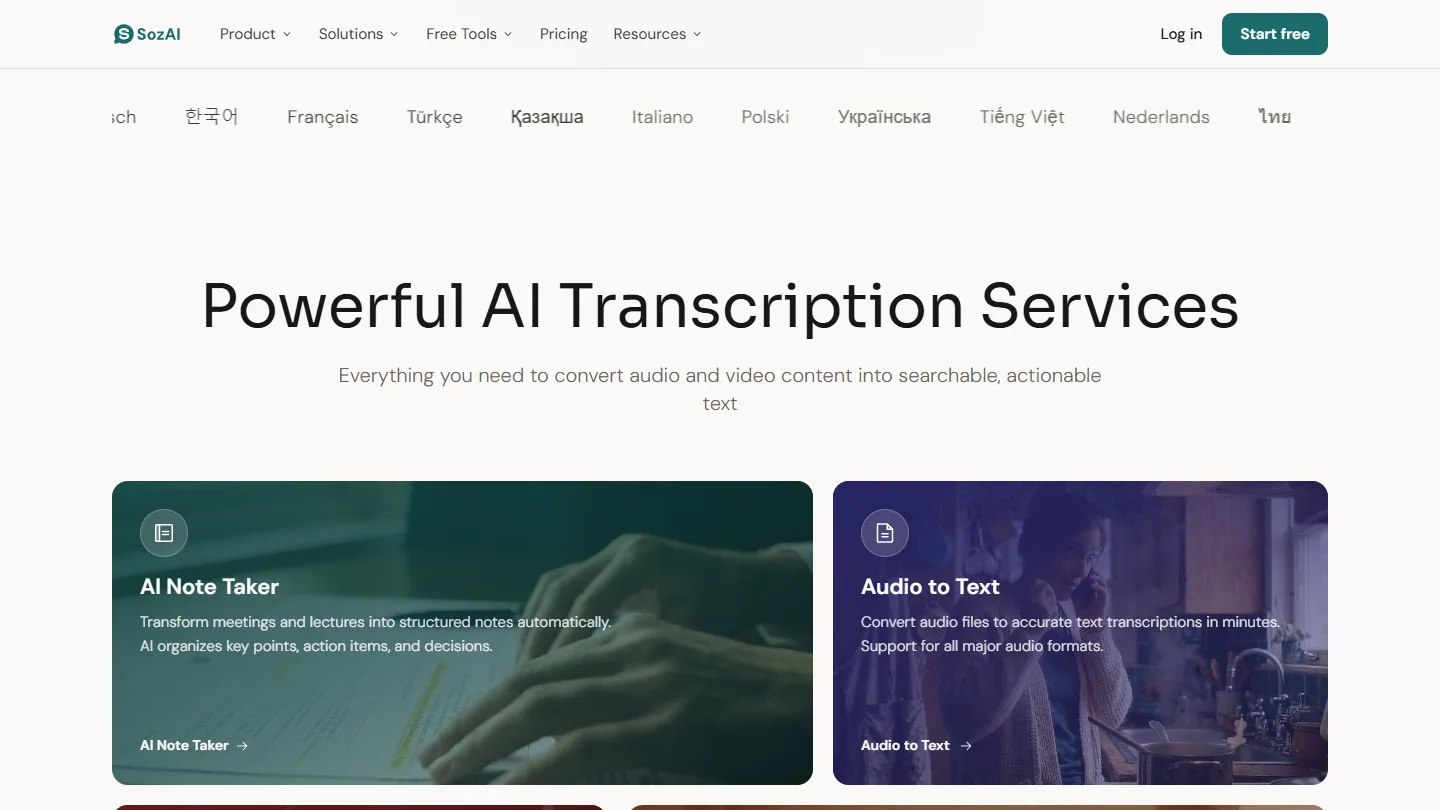 SozAI Product Solutions Free Tools Pricing Resources Log in Start free
sch 한국어 Français Türkçe Қазақша Italiano Polski Українська Tiếng Việt Nederlands ไทย
Powerful AI Transcription Services
Everything you need to convert audio and video content into searchable, actionable
text
AI Note Taker
Transform meetings and lectures into structured notes automatically.
AI organizes key points, action items, and decisions.
AI Note Taker →
Audio to Text
Convert audio files to accurate text transcriptions in minutes.
Support for all major audio formats.
Audio to Text →